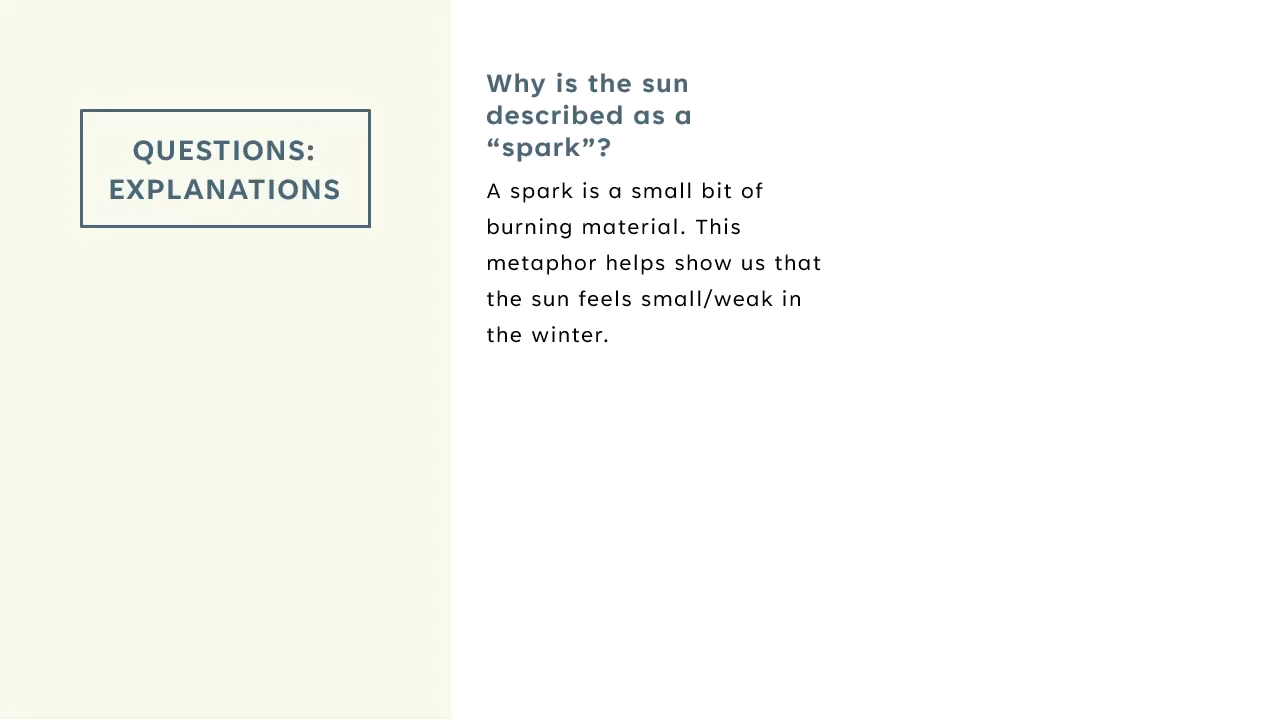 QUESTIONS:
EXPLANATIONS
Why is the sun
described as a
“spark”?
A spark is a small bit of
burning material. This
metaphor helps show us that
the sun feels small/weak in
the winter.